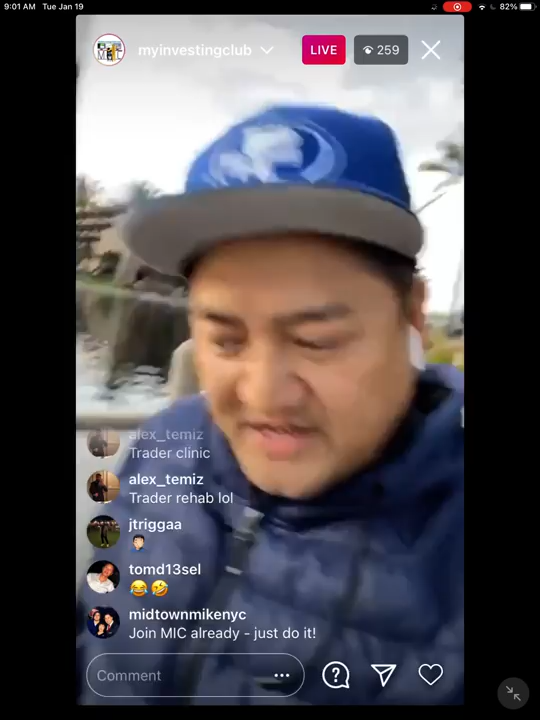 9:01 AM Tue Jan 19
82%
myinvestingclub
LIVE
259
alex_temiz
Trader clinic
alex_temiz
Trader rehab lol
jtriggaa
tomd13sel
midtownmikenyc
Join MIC already - just do it!
Comment